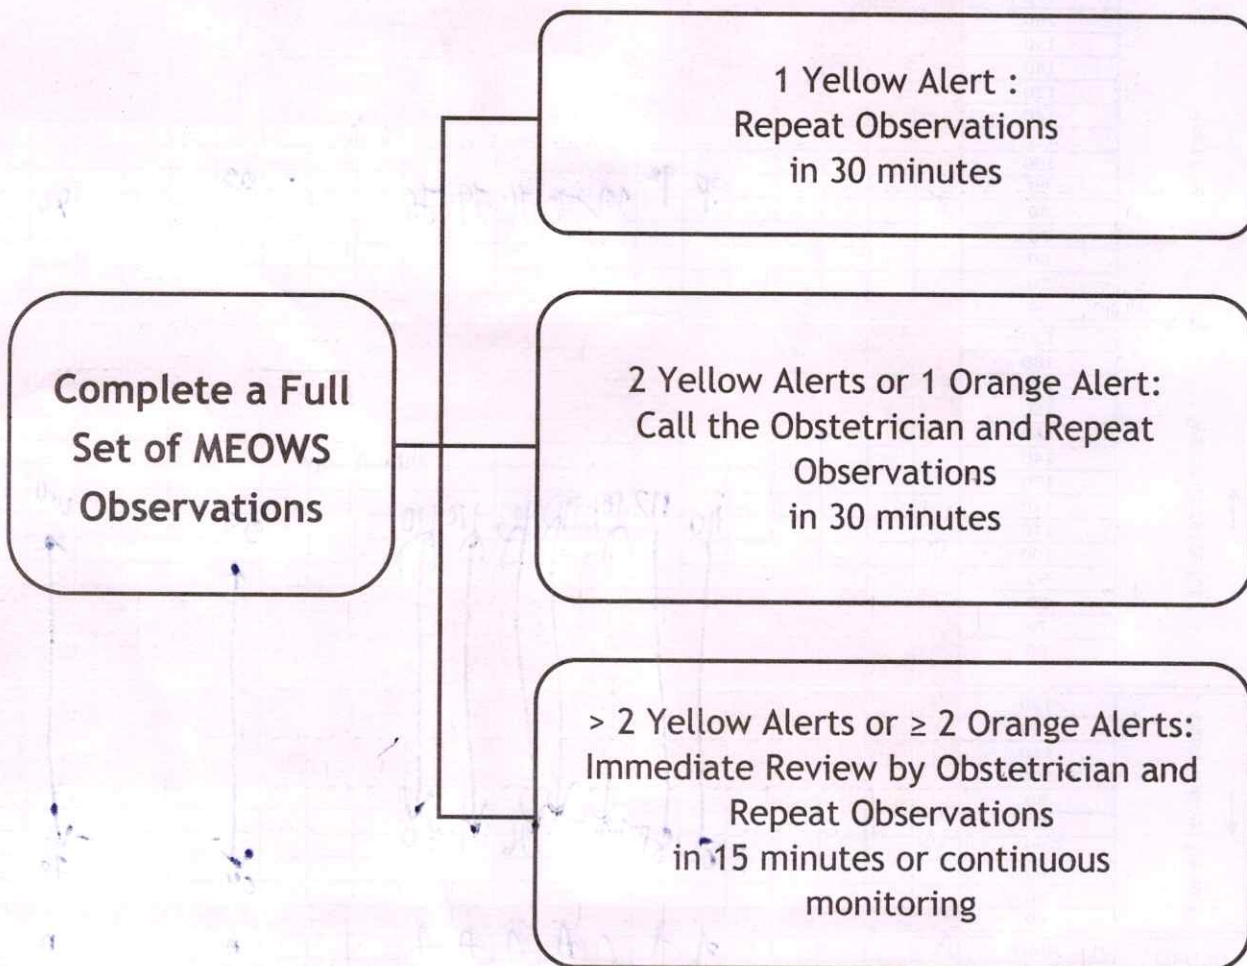 Complete a Full
Set of MEOWS
Observations
1 Yellow Alert :
Repeat Observations
in 30 minutes
2 Yellow Alerts or 1 Orange Alert:
Call the Obstetrician and Repeat
Observations
in 30 minutes
> 2 Yellow Alerts or ≥ 2 Orange Alerts:
Immediate Review by Obstetrician and
Repeat Observations
in 15 minutes or continuous
monitoring